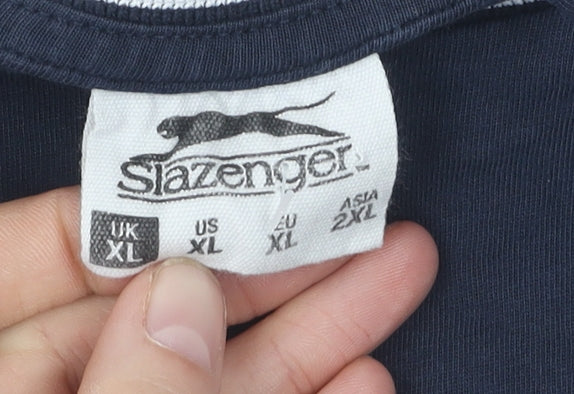 Slazenger
UK US EU ASIA
XL XL XL 2XL